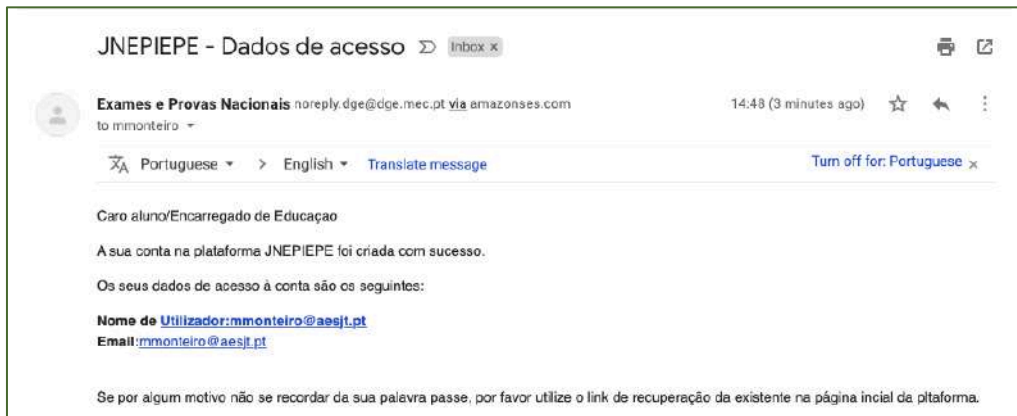 JNEPIEPE - Dados de acesso Inbox x
Exames e Provas Nacionais noreply.dge@dge.mec.pt via amazonses.com 14:48 (3 minutes ago)
to mmonteiro
Portuguese > English Translate message Turn off for: Portuguese x
Caro aluno/Encarregado de Educaçao
A sua conta na plataforma JNEPIEPE foi criada com sucesso.
Os seus dados de acesso à conta são os seguintes:
Nome de Utilizador:mmonteiro@aesjt.pt
Email:mmonteiro@aesjt.pt
Se por algum motivo não se recordar da sua palavra passe, por favor utilize o link de recuperação da existente na página incial da pltaforma.